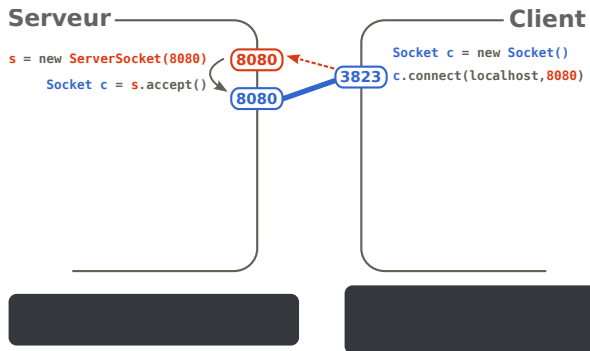 Serveur
s = new ServerSocket(8080)
Socket c = s.accept()
8080
8080
Client
Socket c = new Socket()
c.connect(localhost,8080)
3823